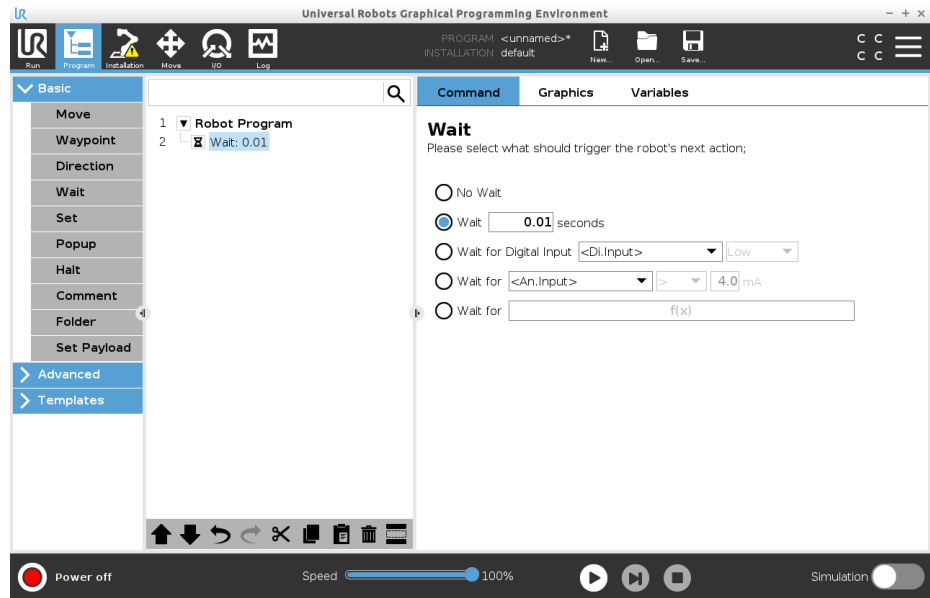 Universal Robots Graphical Programming Environment
UR
Run
Program
Installation
Move
I/O
Log
PROGRAM <unnamed>*
INSTALLATION default
New...
Open...
Save...
C C
C C
Basic
Move
Waypoint
Direction
Wait
Set
Popup
Halt
Comment
Folder
Set Payload
Advanced
Templates
1 Robot Program
2 Wait: 0.01
Command Graphics Variables
Wait
Please select what should trigger the robot's next action;
No Wait
Wait 0.01 seconds
Wait for Digital Input <Di.Input> Low
Wait for <An.Input> > 4.0 mA
Wait for f(x)
Power off
Speed 100%
Simulation